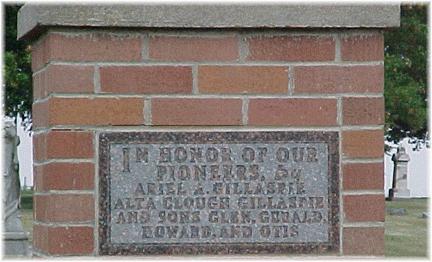 IN HONOR OF OUR
PIONEERS, By
ARIEL A. GILLASPIE
ALTA CLOUGH GILLASPIE
AND SONS GLEN, GERALD,
HOWARD, AND OTIS